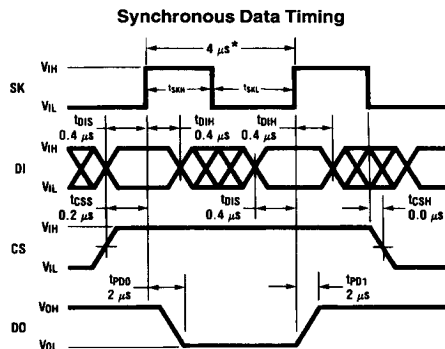 Synchronous Data Timing
4 μs*
VIH
SK
tSKH
tSKL
VIL
tDIS
0.4 μs
tDIH
0.4 μs
tDIH
0.4 μs
VIH
DI
VIL
tCSS
0.2 μs
tDIS
0.4 μs
tCSH
0.0 μs
VIH
CS
VIL
tPD0
2 μs
tPD1
2 μs
VOH
DO
VOL